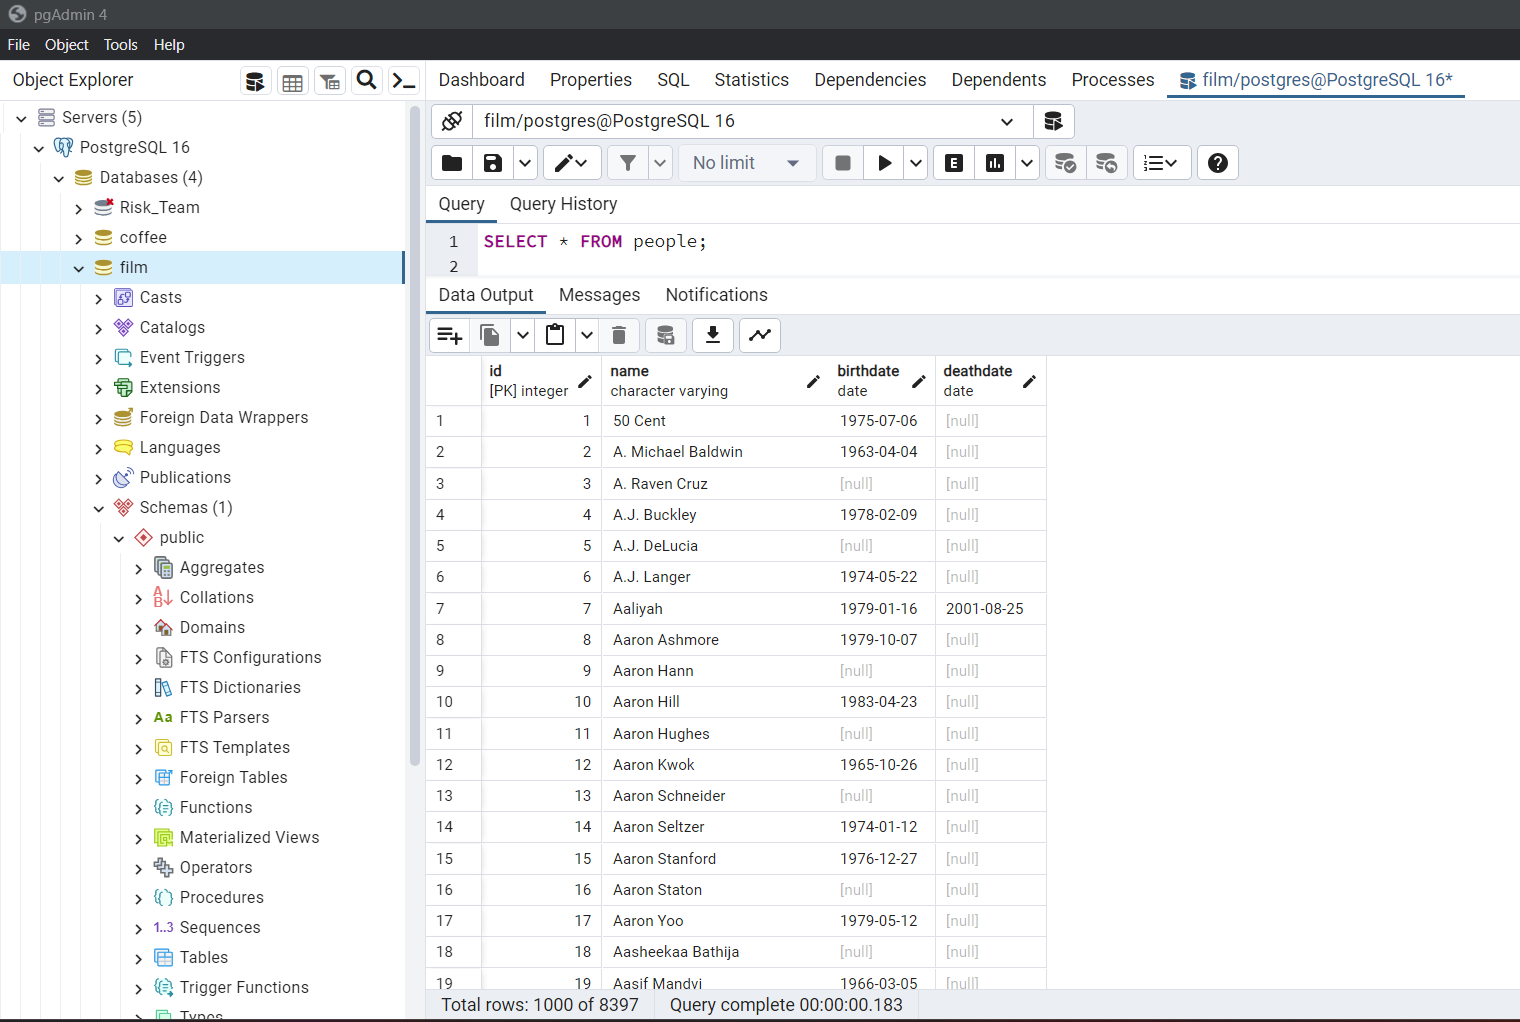 pgAdmin 4
File Object Tools Help
Object Explorer
Dashboard Properties SQL Statistics Dependencies Dependents Processes film/postgres@PostgreSQL 16*
Servers (5)
PostgreSQL 16
Databases (4)
Risk_Team
coffee
film
Casts
Catalogs
Event Triggers
Extensions
Foreign Data Wrappers
Languages
Publications
Schemas (1)
public
Aggregates
Collations
Domains
FTS Configurations
FTS Dictionaries
Aa FTS Parsers
FTS Templates
Foreign Tables
Functions
Materialized Views
Operators
Procedures
1..3 Sequences
Tables
Trigger Functions
Types
film/postgres@PostgreSQL 16
No limit E
Query Query History
1 SELECT * FROM people;
2
Data Output Messages Notifications
id name birthdate deathdate
[PK] integer character varying date date
1 1 50 Cent 1975-07-06 [null]
2 2 A. Michael Baldwin 1963-04-04 [null]
3 3 A. Raven Cruz [null] [null]
4 4 A.J. Buckley 1978-02-09 [null]
5 5 A.J. DeLucia [null] [null]
6 6 A.J. Langer 1974-05-22 [null]
7 7 Aaliyah 1979-01-16 2001-08-25
8 8 Aaron Ashmore 1979-10-07 [null]
9 9 Aaron Hann [null] [null]
10 10 Aaron Hill 1983-04-23 [null]
11 11 Aaron Hughes [null] [null]
12 12 Aaron Kwok 1965-10-26 [null]
13 13 Aaron Schneider [null] [null]
14 14 Aaron Seltzer 1974-01-12 [null]
15 15 Aaron Stanford 1976-12-27 [null]
16 16 Aaron Staton [null] [null]
17 17 Aaron Yoo 1979-05-12 [null]
18 18 Aasheekaa Bathija [null] [null]
19 19 Aasif Mandvi 1966-03-05 [null]
Total rows: 1000 of 8397 Query complete 00:00:00.183